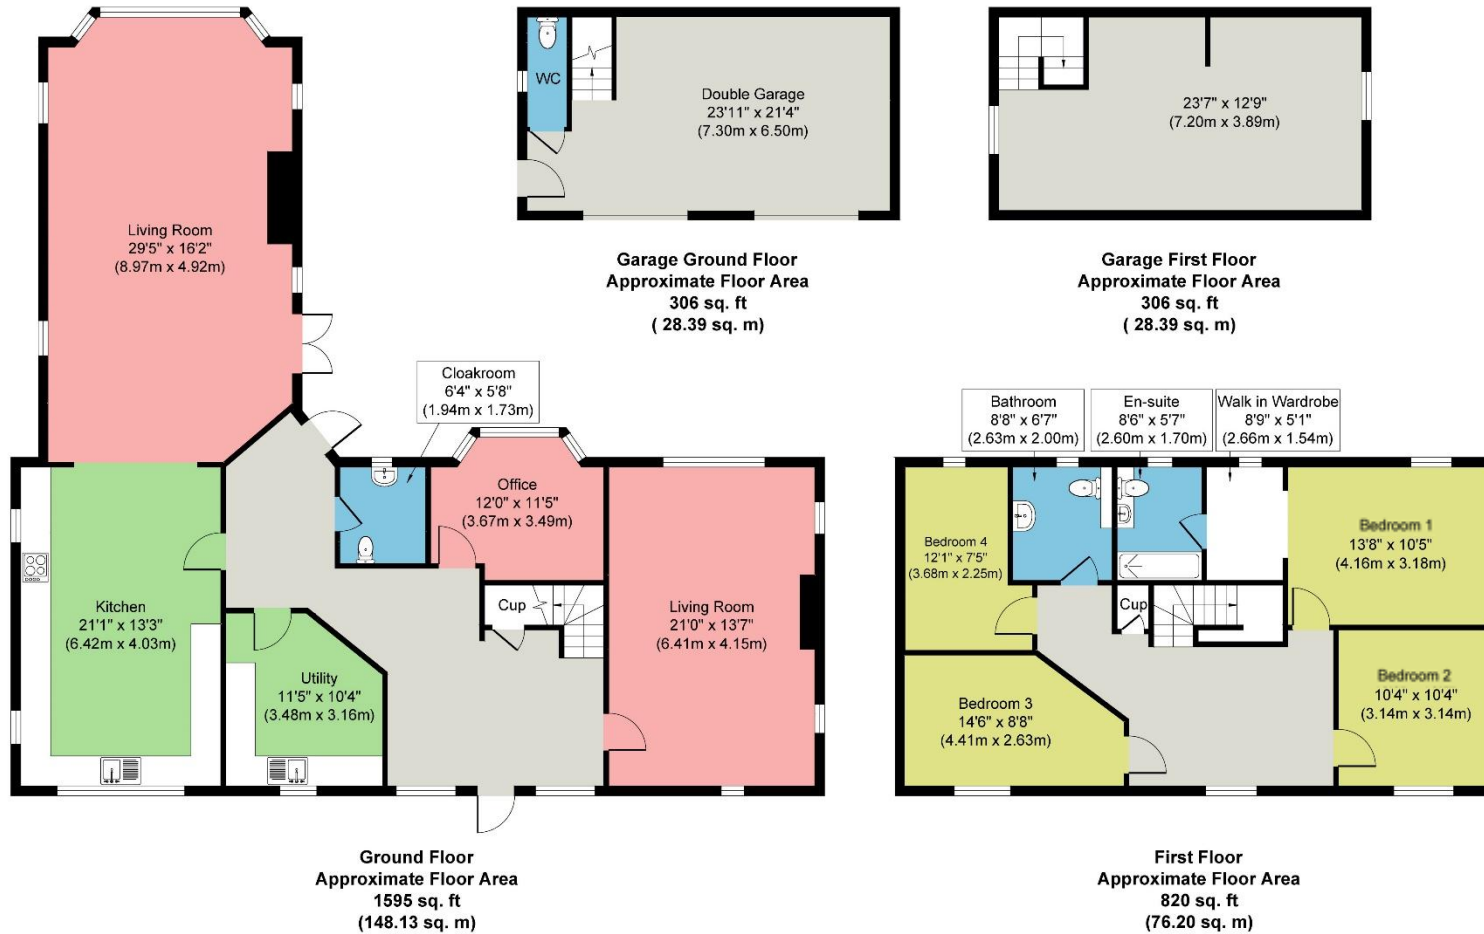 WC
Double Garage
23'11" x 21'4"
(7.30m x 6.50m)
Garage Ground Floor
Approximate Floor Area
306 sq. ft
( 28.39 sq. m)
23'7" x 12'9"
(7.20m x 3.89m)
Garage First Floor
Approximate Floor Area
306 sq. ft
( 28.39 sq. m)
Living Room
29'5" x 16'2"
(8.97m x 4.92m)
Cloakroom
6'4" x 5'8"
(1.94m x 1.73m)
Office
12'0" x 11'5"
(3.67m x 3.49m)
Kitchen
21'1" x 13'3"
(6.42m x 4.03m)
Utility
11'5" x 10'4"
(3.48m x 3.16m)
Cup
Living Room
21'0" x 13'7"
(6.41m x 4.15m)
Ground Floor
Approximate Floor Area
1595 sq. ft
(148.13 sq. m)
Bathroom
8'8" x 6'7"
(2.63m x 2.00m)
En-suite
8'6" x 5'7"
(2.60m x 1.70m)
Walk in Wardrobe
8'9" x 5'1"
(2.66m x 1.54m)
Bedroom 4
12'1" x 7'5"
(3.68m x 2.25m)
Bedroom 1
13'8" x 10'5"
(4.16m x 3.18m)
Cup
Bedroom 3
14'6" x 8'8"
(4.41m x 2.63m)
Bedroom 2
10'4" x 10'4"
(3.14m x 3.14m)
First Floor
Approximate Floor Area
820 sq. ft
(76.20 sq. m)